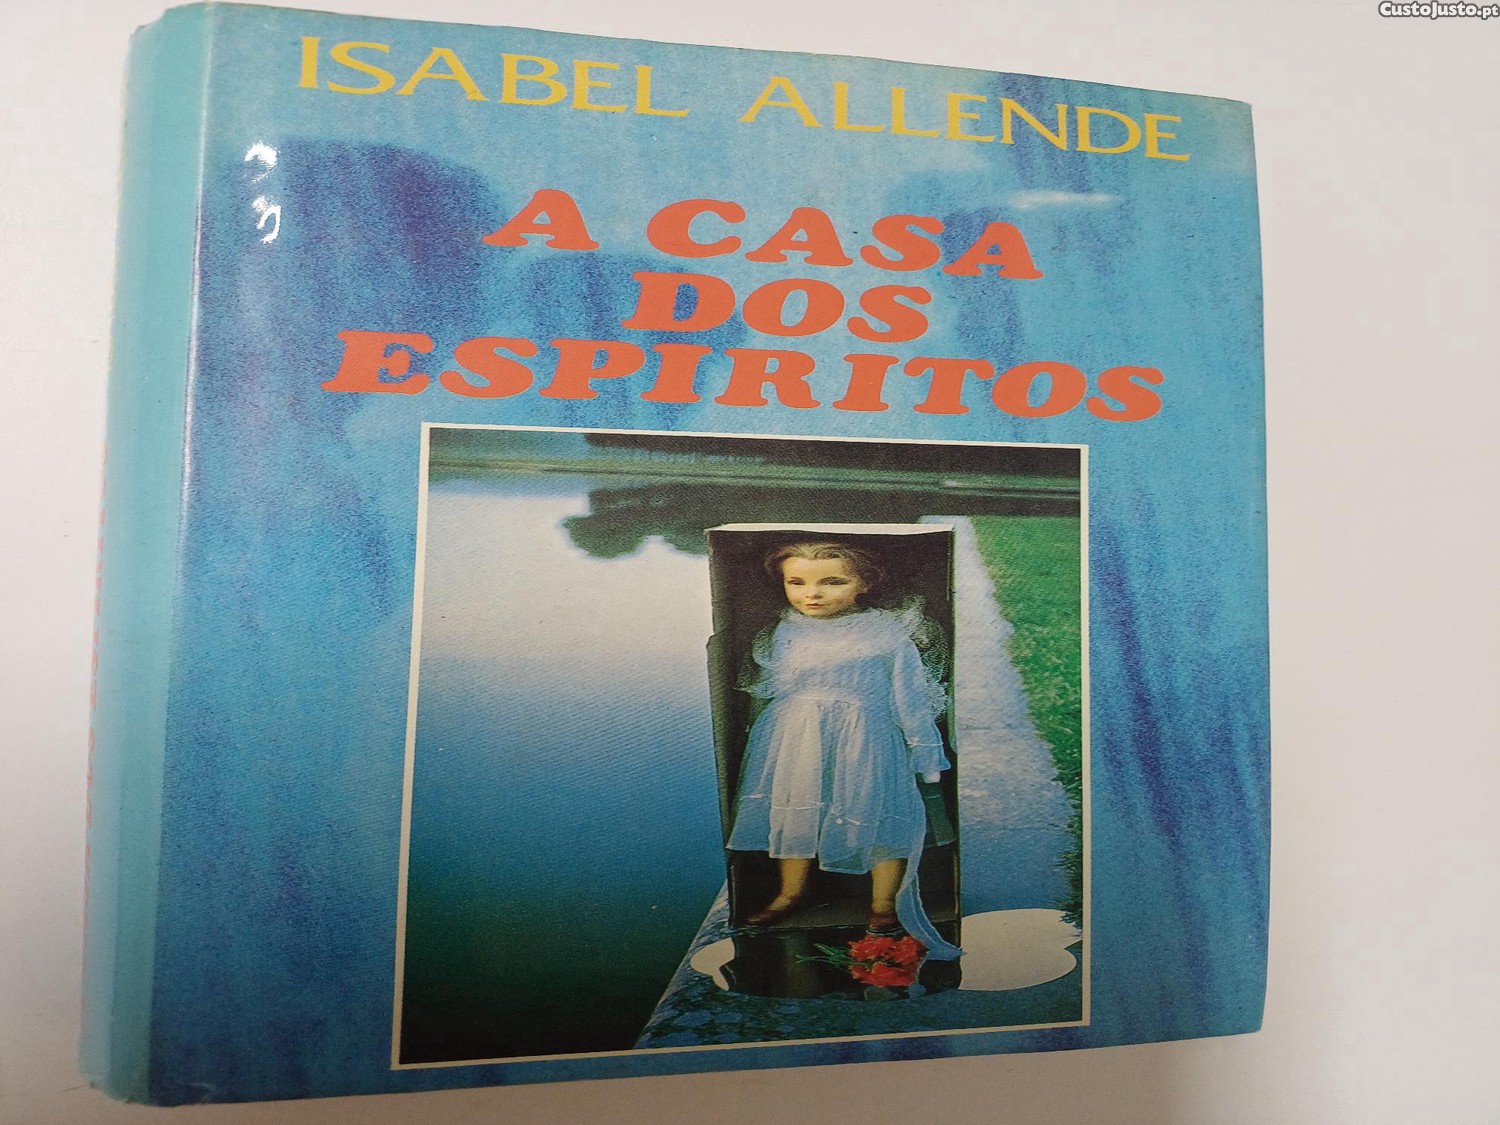 CustoJusto.pt
ISABEL ALLENDE
A CASA
DOS
ESPIRITOS